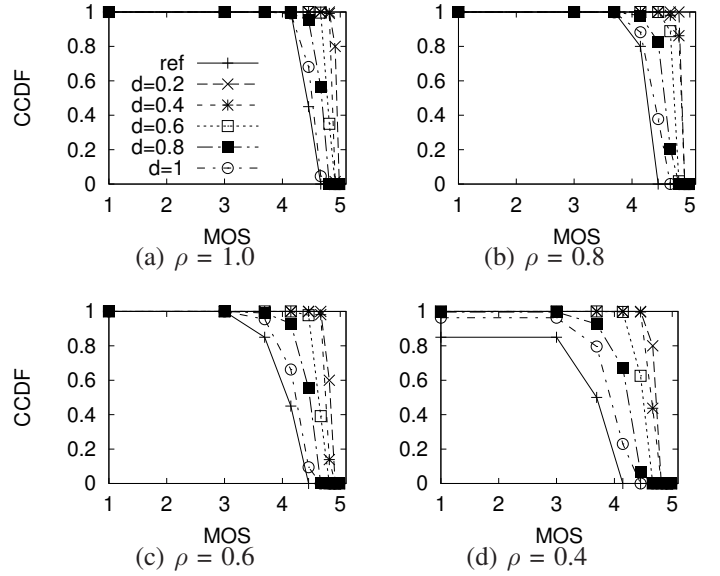 CCDF
1
0.8
0.6
0.4
0.2
0
ref
d=0.2
d=0.4
d=0.6
d=0.8
d=1
1 2 3 4 5
MOS
(a) ρ = 1.0
1
0.8
0.6
0.4
0.2
0
CCDF
1 2 3 4 5
MOS
(b) ρ = 0.8
CCDF
1
0.8
0.6
0.4
0.2
0
1 2 3 4 5
MOS
(c) ρ = 0.6
CCDF
1
0.8
0.6
0.4
0.2
0
1 2 3 4 5
MOS
(d) ρ = 0.4